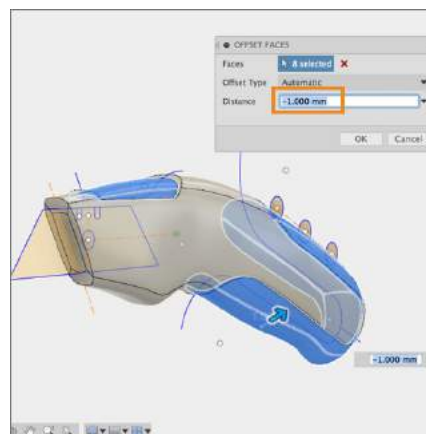 OFFSET FACES
Faces 8 selected
Offset Type Automatic
Distance -1.000 mm
OK Cancel
-1.000 mm